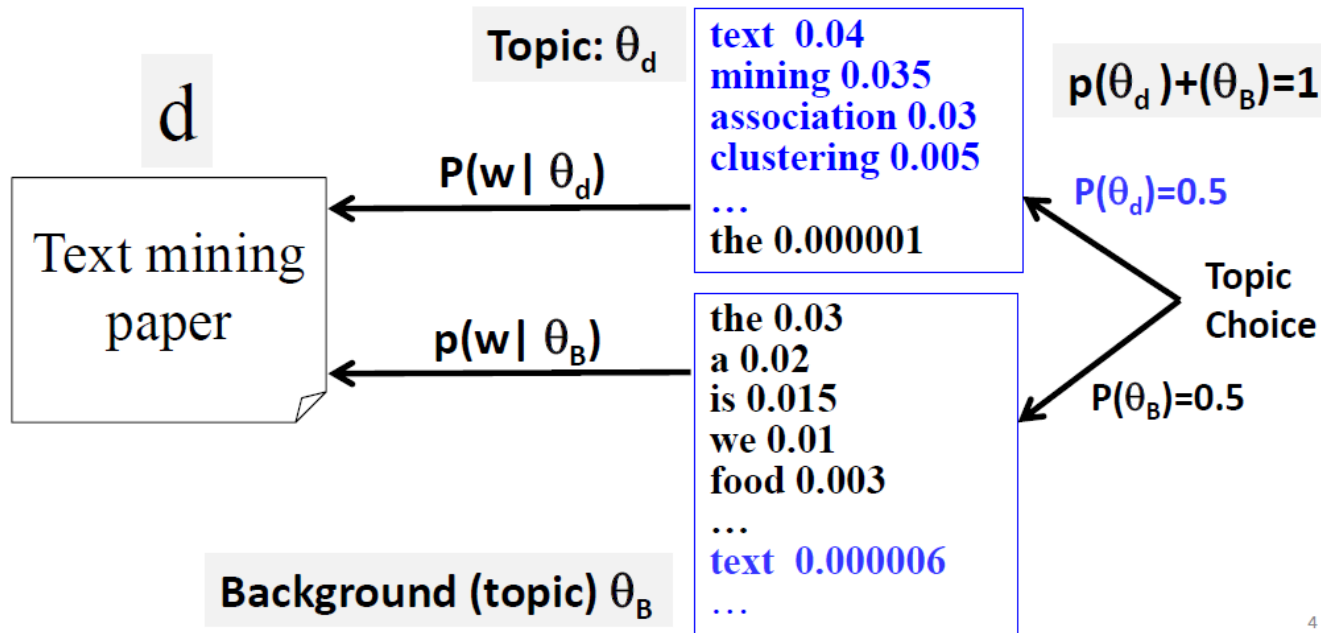 Topic: θd
d
Text mining
paper
P(w| θd)
p(w| θB)
text 0.04
mining 0.035
association 0.03
clustering 0.005
...
the 0.000001
the 0.03
a 0.02
is 0.015
we 0.01
food 0.003
...
text 0.000006
...
Background (topic) θB
p(θd )+(θB)=1
P(θd)=0.5
Topic
Choice
P(θB)=0.5
4